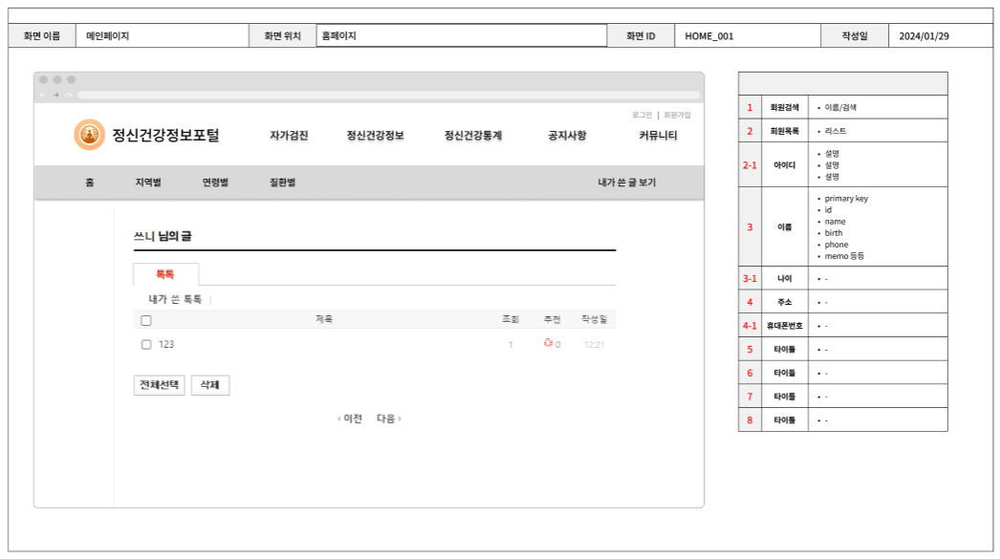 화면 이름 메인페이지 화면 위치 홈페이지 화면 ID HOME_001 작성일 2024/01/29
로그인 | 회원가입
정신건강정보포털 자가검진 정신건강정보 정신건강통계 공지사항 커뮤니티
홈 지역별 연령별 질환별 내가 쓴 글 보기
쓰니 님의 글
톡톡
내가 쓴 톡톡 |
제목 조회 추천 작성일
123 1 0 12:21
전체선택 삭제
이전 다음
1 회원검색 • 이름/검색
2 회원목록 • 리스트
2-1 아이디 • 설명
• 설명
• 설명
3 이름 • primary key
• id
• name
• birth
• phone
• memo 등등
3-1 나이 • -
4 주소 • -
4-1 휴대폰번호 • -
5 타이틀 • -
6 타이틀 • -
7 타이틀 • -
8 타이틀 • -